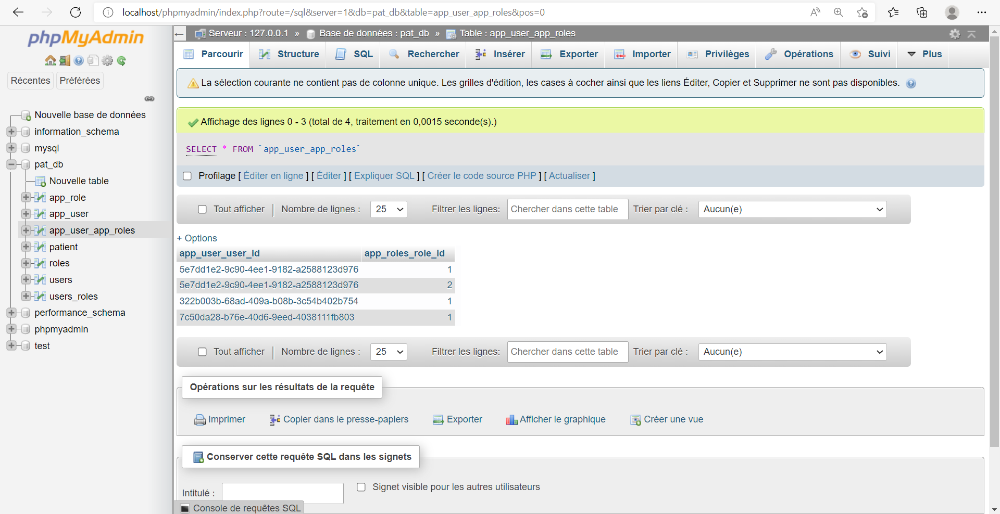 localhost/phpmyadmin/index.php?route=/sql&server=1&db=pat_db&table=app_user_app_roles&pos=0
phpMyAdmin
Récentes Préférées
Nouvelle base de données
information_schema
mysql
pat_db
Nouvelle table
app_role
app_user
app_user_app_roles
patient
roles
users
users_roles
performance_schema
phpmyadmin
test
Serveur : 127.0.0.1 » Base de données : pat_db » Table : app_user_app_roles
Parcourir Structure SQL Rechercher Insérer Exporter Importer Privilèges Opérations Suivi Plus
La sélection courante ne contient pas de colonne unique. Les grilles d'édition, les cases à cocher ainsi que les liens Éditer, Copier et Supprimer ne sont pas disponibles.
Affichage des lignes 0 - 3 (total de 4, traitement en 0,0015 seconde(s).)
SELECT * FROM `app_user_app_roles`
Profilage [ Éditer en ligne ] [ Éditer ] [ Expliquer SQL ] [ Créer le code source PHP ] [ Actualiser ]
Tout afficher | Nombre de lignes : 25 Filtrer les lignes: Chercher dans cette table Trier par clé : Aucun(e)
+ Options
app_user_user_id app_roles_role_id
5e7dd1e2-9c90-4ee1-9182-a2588123d976 1
5e7dd1e2-9c90-4ee1-9182-a2588123d976 2
322b003b-68ad-409a-b08b-3c54b402b754 1
7c50da28-b76e-40d6-9eed-4038111fb803 1
Tout afficher | Nombre de lignes : 25 Filtrer les lignes: Chercher dans cette table Trier par clé : Aucun(e)
Opérations sur les résultats de la requête
Imprimer Copier dans le presse-papiers Exporter Afficher le graphique Créer une vue
Conserver cette requête SQL dans les signets
Intitulé : Signet visible pour les autres utilisateurs
Console de requêtes SQL